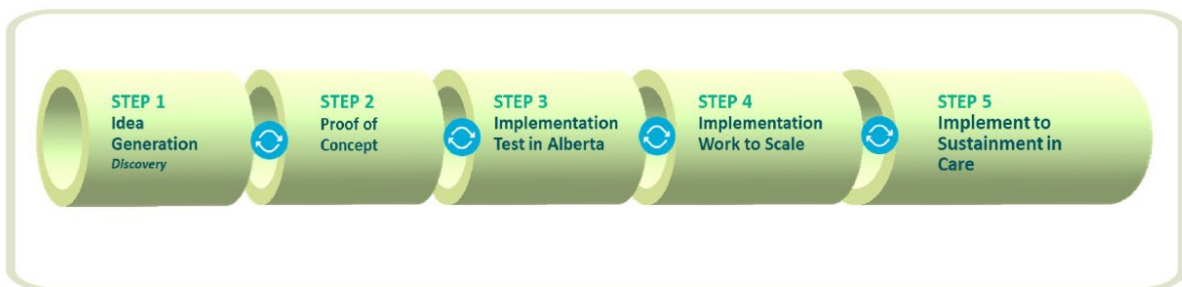 STEP 1
Idea
Generation
Discovery
STEP 2
Proof of
Concept
STEP 3
Implementation
Test in Alberta
STEP 4
Implementation
Work to Scale
STEP 5
Implement to
Sustainment in
Care